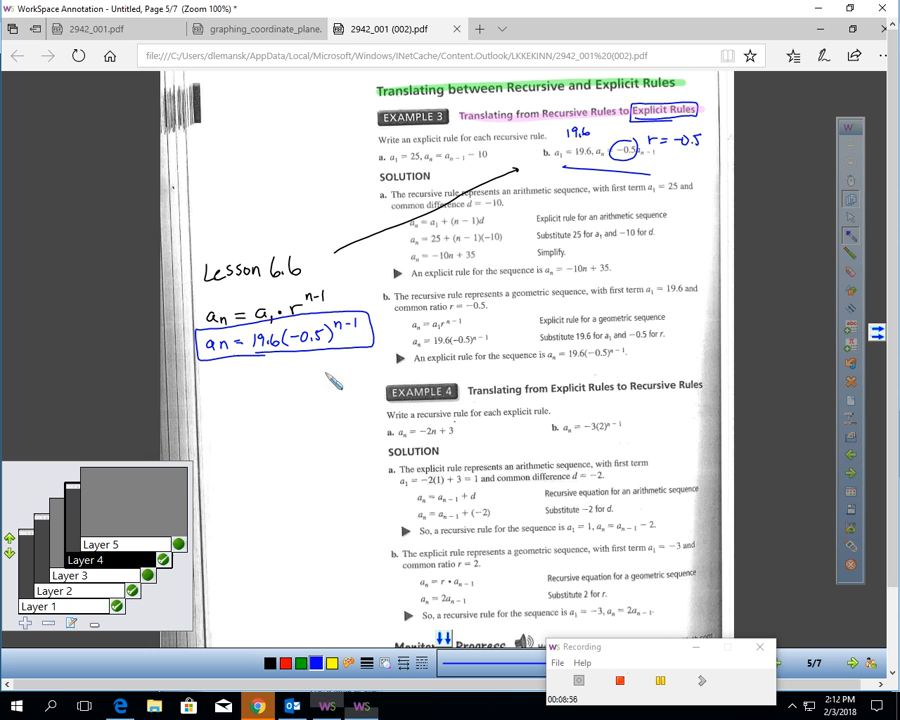 WorkSpace Annotation - Untitled, Page 5/7 (Zoom 100%) *
2942_001.pdf
graphing_coordinate_plane.
2942_001 (002).pdf
file:///C:/Users/dlemansk/AppData/Local/Microsoft/Windows/INetCache/Content.Outlook/LKKEKINN/2942_001%20(002).pdf
Translating between Recursive and Explicit Rules
EXAMPLE 3 Translating from Recursive Rules to Explicit Rules
Write an explicit rule for each recursive rule.
19.6
r = -0.5
a. a₁ = 25, aₙ = aₙ₋₁ − 10
b. a₁ = 19.6, aₙ −0.5aₙ₋₁
SOLUTION
a. The recursive rule represents an arithmetic sequence, with first term a₁ = 25 and
common difference d = −10.
aₙ = a₁ + (n − 1)d Explicit rule for an arithmetic sequence
aₙ = 25 + (n − 1)(−10) Substitute 25 for a₁ and −10 for d.
aₙ = −10n + 35 Simplify.
An explicit rule for the sequence is aₙ = −10n + 35.
b. The recursive rule represents a geometric sequence, with first term a₁ = 19.6 and
common ratio r = −0.5.
aₙ = a₁rⁿ⁻¹ Explicit rule for a geometric sequence
aₙ = 19.6(−0.5)ⁿ⁻¹ Substitute 19.6 for a₁ and −0.5 for r.
An explicit rule for the sequence is aₙ = 19.6(−0.5)ⁿ⁻¹.
Lesson 6.6
aₙ = a₁ • rⁿ⁻¹
aₙ = 19.6(-0.5)ⁿ⁻¹
EXAMPLE 4 Translating from Explicit Rules to Recursive Rules
Write a recursive rule for each explicit rule.
a. aₙ = −2n + 3
b. aₙ = −3(2)ⁿ⁻¹
SOLUTION
a. The explicit rule represents an arithmetic sequence, with first term
a₁ = −2(1) + 3 = 1 and common difference d = −2.
aₙ = aₙ₋₁ + d Recursive equation for an arithmetic sequence
aₙ = aₙ₋₁ + (−2) Substitute −2 for d.
So, a recursive rule for the sequence is a₁ = 1, aₙ = aₙ₋₁ − 2.
b. The explicit rule represents a geometric sequence, with first term a₁ = −3 and
common ratio r = 2.
aₙ = r • aₙ₋₁ Recursive equation for a geometric sequence
aₙ = 2aₙ₋₁ Substitute 2 for r.
So, a recursive rule for the sequence is a₁ = −3, aₙ = 2aₙ₋₁.
Monitoring Progress
Layer 5
Layer 4
Layer 3
Layer 2
Layer 1
WS Recording
File Help
00:08:56
5/7
2:12 PM
2/3/2018